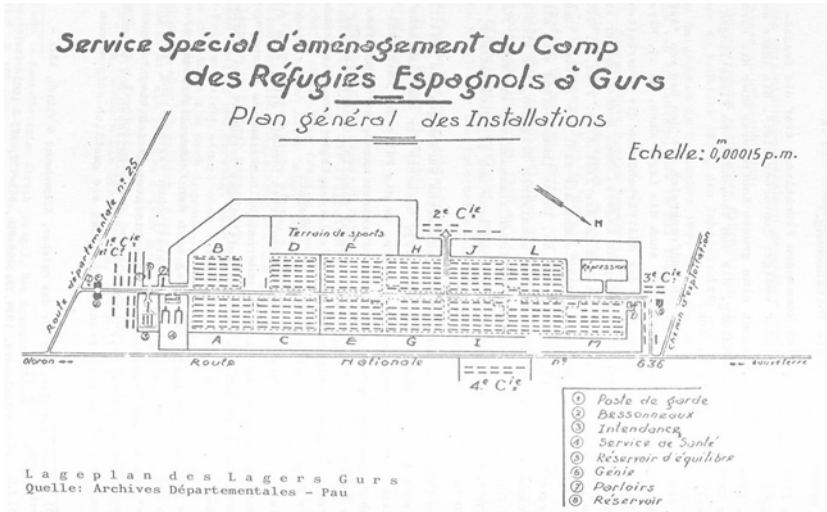 Service Spécial d'aménagement du Camp
des Réfugiés Espagnols à Gurs
Plan général des Installations
Echelle: 0,00015 p.m.
m
Route départementale nº 25
1e Cie
2e Cie
N
Terrain de sports
B
D
F
H
J
L
Répression
3e Cie
Chemin d'exploitation
A
C
E
G
I
M
Oloron
Route
Nationale
nº
636
Sauveterre
4e Cie
① Poste de garde
② Bessonneaux
③ Intendance
④ Service de Santé
⑤ Réservoir d'équilibre
⑥ Génie
⑦ Parloirs
⑧ Réservoir
Lageplan des Lagers Gurs
Quelle: Archives Départementales - Pau